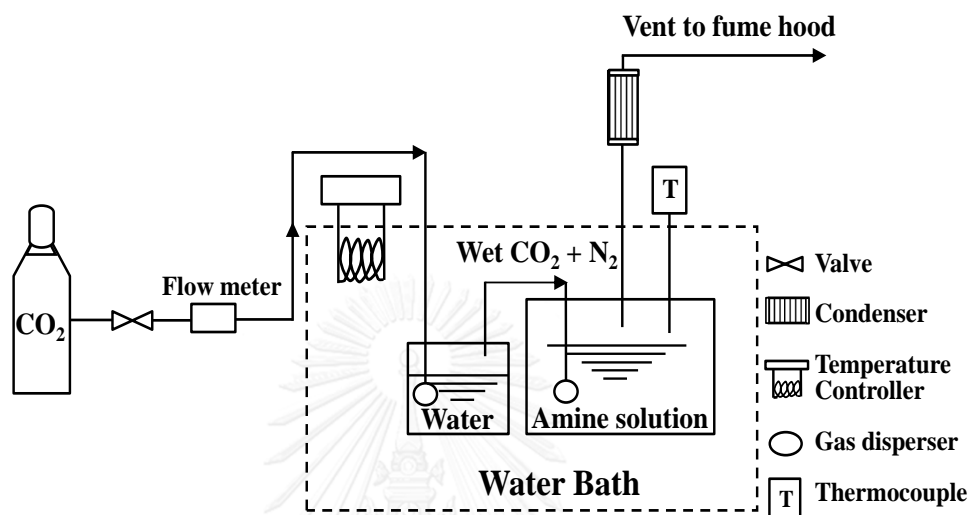 Vent to fume hood
T
Wet CO₂ + N₂
Flow meter
CO₂
Water
Amine solution
Water Bath
Valve
Condenser
Temperature
Controller
Gas disperser
T
Thermocouple